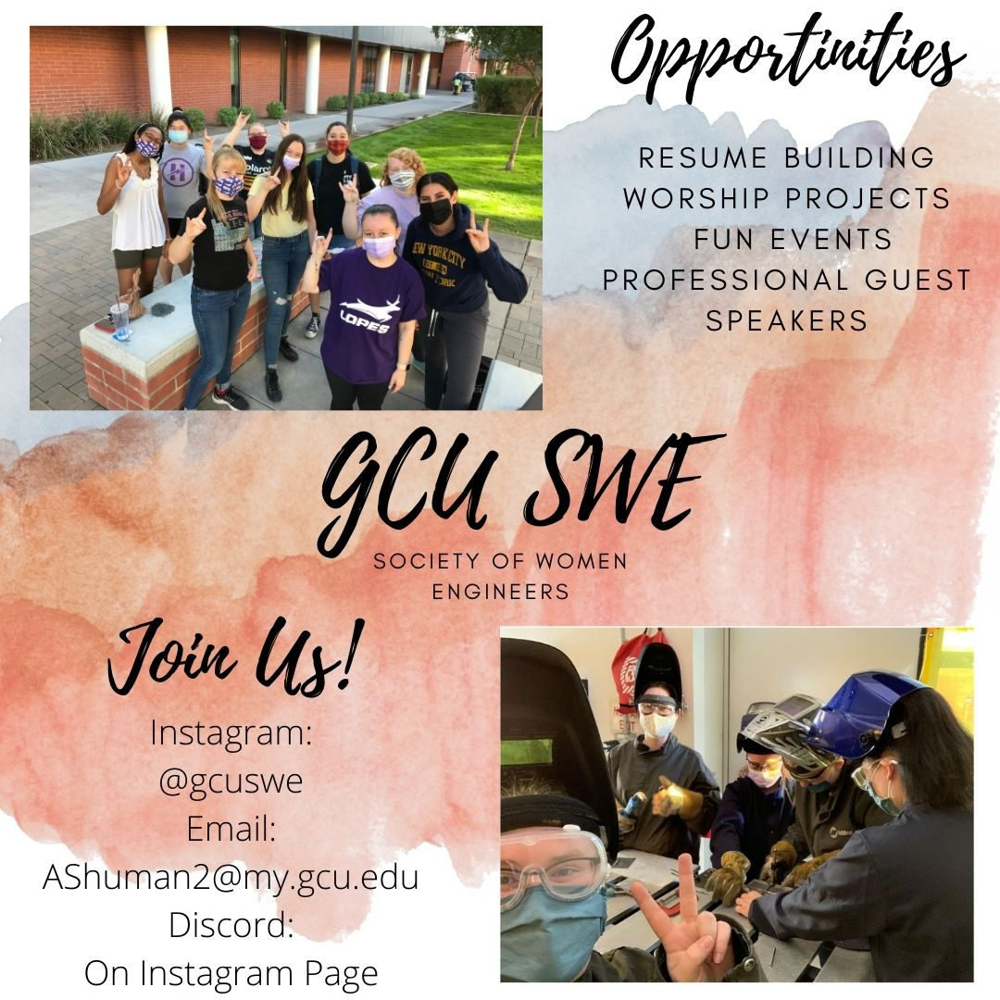 Opportinities
RESUME BUILDING
WORSHIP PROJECTS
FUN EVENTS
PROFESSIONAL GUEST
SPEAKERS
NEW YORK CITY
NEW YORK
LOPES
GCU SWE
SOCIETY OF WOMEN
ENGINEERS
Join Us!
Instagram:
@gcuswe
Email:
AShuman2@my.gcu.edu
Discord:
On Instagram Page
Miller